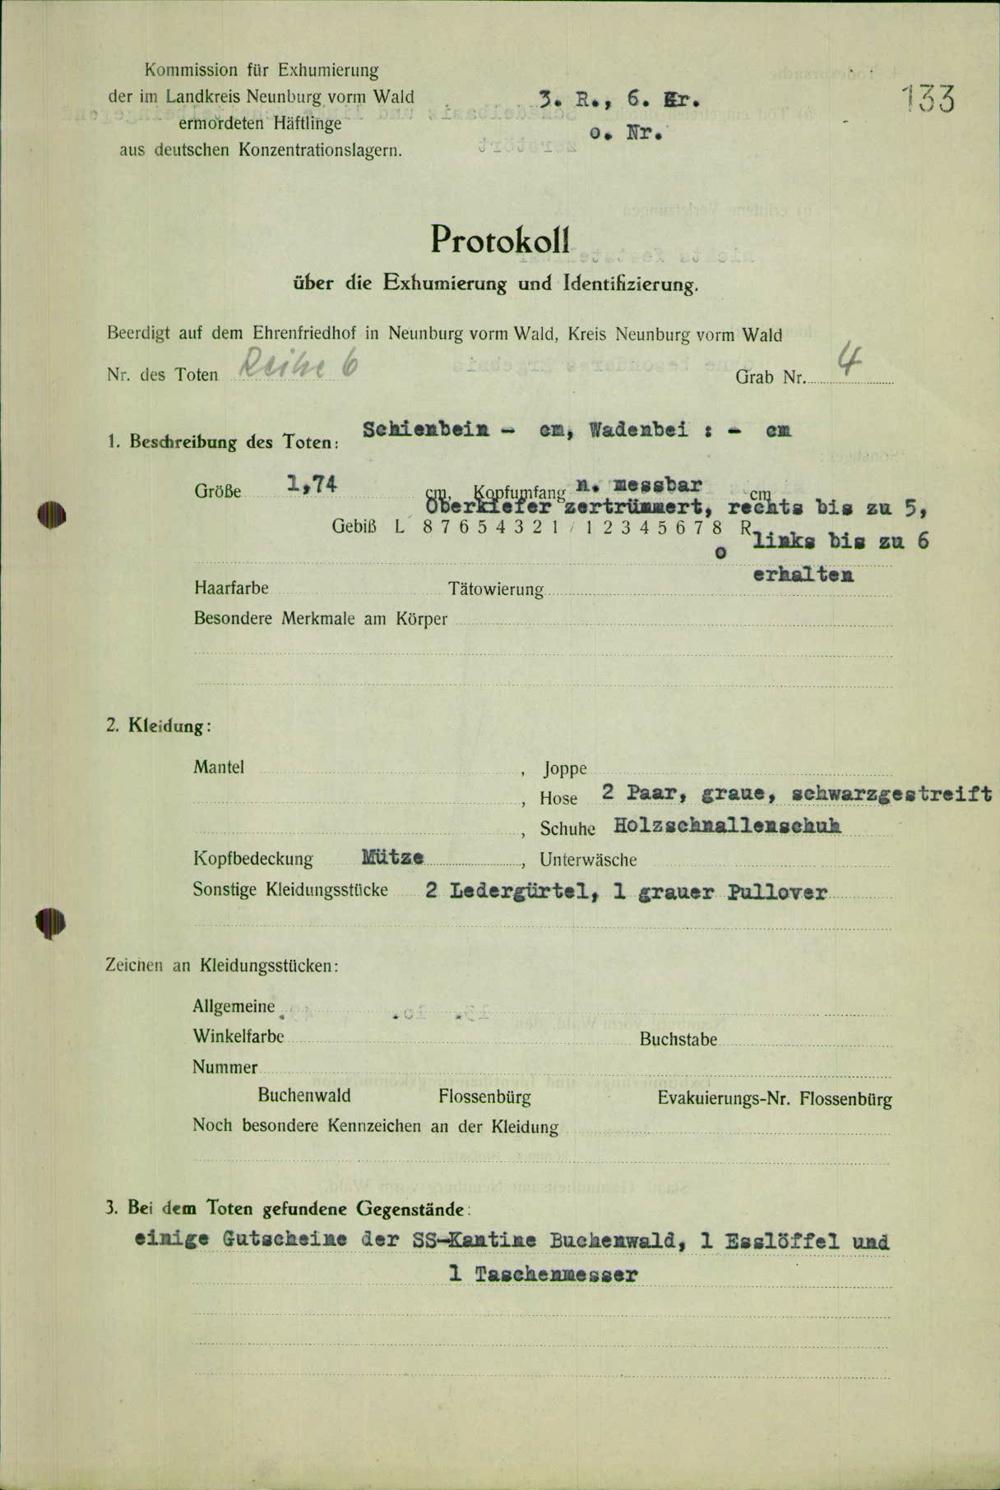 Kommission für Exhumierung
der im Landkreis Neunburg vorm Wald
ermordeten Häftlinge
aus deutschen Konzentrationslagern.
3. R., 6. Gr.
o. Nr.
133
Protokoll
über die Exhumierung und Identifizierung.
Beerdigt auf dem Ehrenfriedhof in Neunburg vorm Wald, Kreis Neunburg vorm Wald
Nr. des Toten Reihe 6 Grab Nr. 4
1. Beschreibung des Toten: Schienbein - cm, Wadenbei : - cm
Größe 1,74 cm, Kopfumfang n. messbar cm
Oberkiefer zertrümmert, rechts bis zu 5,
Gebiß L 8 7 6 5 4 3 2 1 / 1 2 3 4 5 6 7 8 R
o links bis zu 6
erhalten
Haarfarbe Tätowierung
Besondere Merkmale am Körper
2. Kleidung:
Mantel , Joppe
, Hose 2 Paar, graue, schwarzgestreift
, Schuhe Holzschnallenschuh
Kopfbedeckung Mütze , Unterwäsche
Sonstige Kleidungsstücke 2 Ledergürtel, 1 grauer Pullover
Zeichen an Kleidungsstücken:
Allgemeine
Winkelfarbe Buchstabe
Nummer
Buchenwald Flossenbürg Evakuierungs-Nr. Flossenbürg
Noch besondere Kennzeichen an der Kleidung
3. Bei dem Toten gefundene Gegenstände:
einige Gutscheine der SS-Kantine Buchenwald, 1 Esslöffel und
1 Taschenmesser